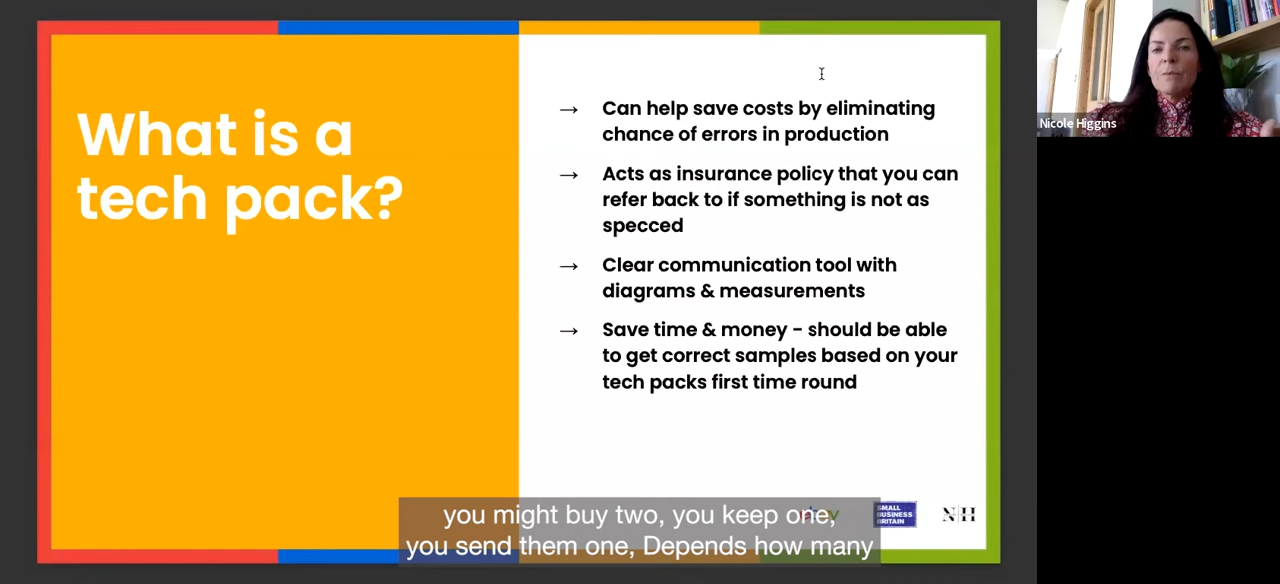 What is a
tech pack?
→ Can help save costs by eliminating
chance of errors in production
→ Acts as insurance policy that you can
refer back to if something is not as
specced
→ Clear communication tool with
diagrams & measurements
→ Save time & money - should be able
to get correct samples based on your
tech packs first time round
SMALL
BUSINESS
BRITAIN
N/H
you might buy two, you keep one,
you send them one, Depends how many
Nicole Higgins